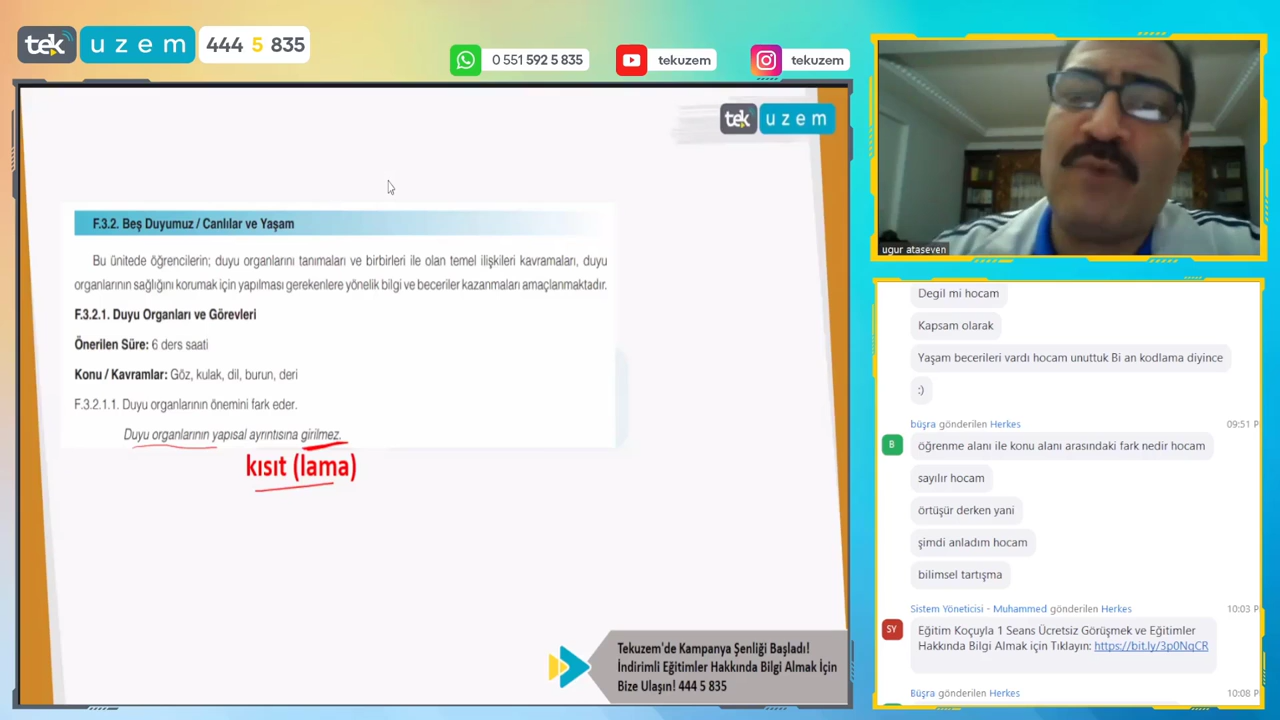 tek uzem 444 5 835
0 551 592 5 835
tekuzem
tekuzem
tek uzem
F.3.2. Beş Duyumuz / Canlılar ve Yaşam
Bu ünitede öğrencilerin; duyu organlarını tanımaları ve birbirleri ile olan temel ilişkileri kavramaları, duyu
organlarının sağlığını korumak için yapılması gerekenlere yönelik bilgi ve beceriler kazanmaları amaçlanmaktadır.
F.3.2.1. Duyu Organları ve Görevleri
Önerilen Süre: 6 ders saati
Konu / Kavramlar: Göz, kulak, dil, burun, deri
F.3.2.1.1. Duyu organlarının önemini fark eder.
Duyu organlarının yapısal ayrıntısına girilmez.
kısıt (lama)
Tekuzem'de Kampanya Şenliği Başladı!
İndirimli Eğitimler Hakkında Bilgi Almak İçin
Bize Ulaşın! 444 5 835
ugur ataseven
Degil mi hocam
Kapsam olarak
Yaşam becerileri vardı hocam unuttuk Bi an kodlama diyince
:)
büşra gönderilen Herkes 09:51 P
B
öğrenme alanı ile konu alanı arasındaki fark nedir hocam
sayılır hocam
örtüşür derken yani
şimdi anladım hocam
bilimsel tartışma
Sistem Yöneticisi - Muhammed gönderilen Herkes 10:03 P
SY
Eğitim Koçuyla 1 Seans Ücretsiz Görüşmek ve Eğitimler
Hakkında Bilgi Almak için Tıklayın: https://bit.ly/3p0NqCR
Büşra gönderilen Herkes 10:08 P